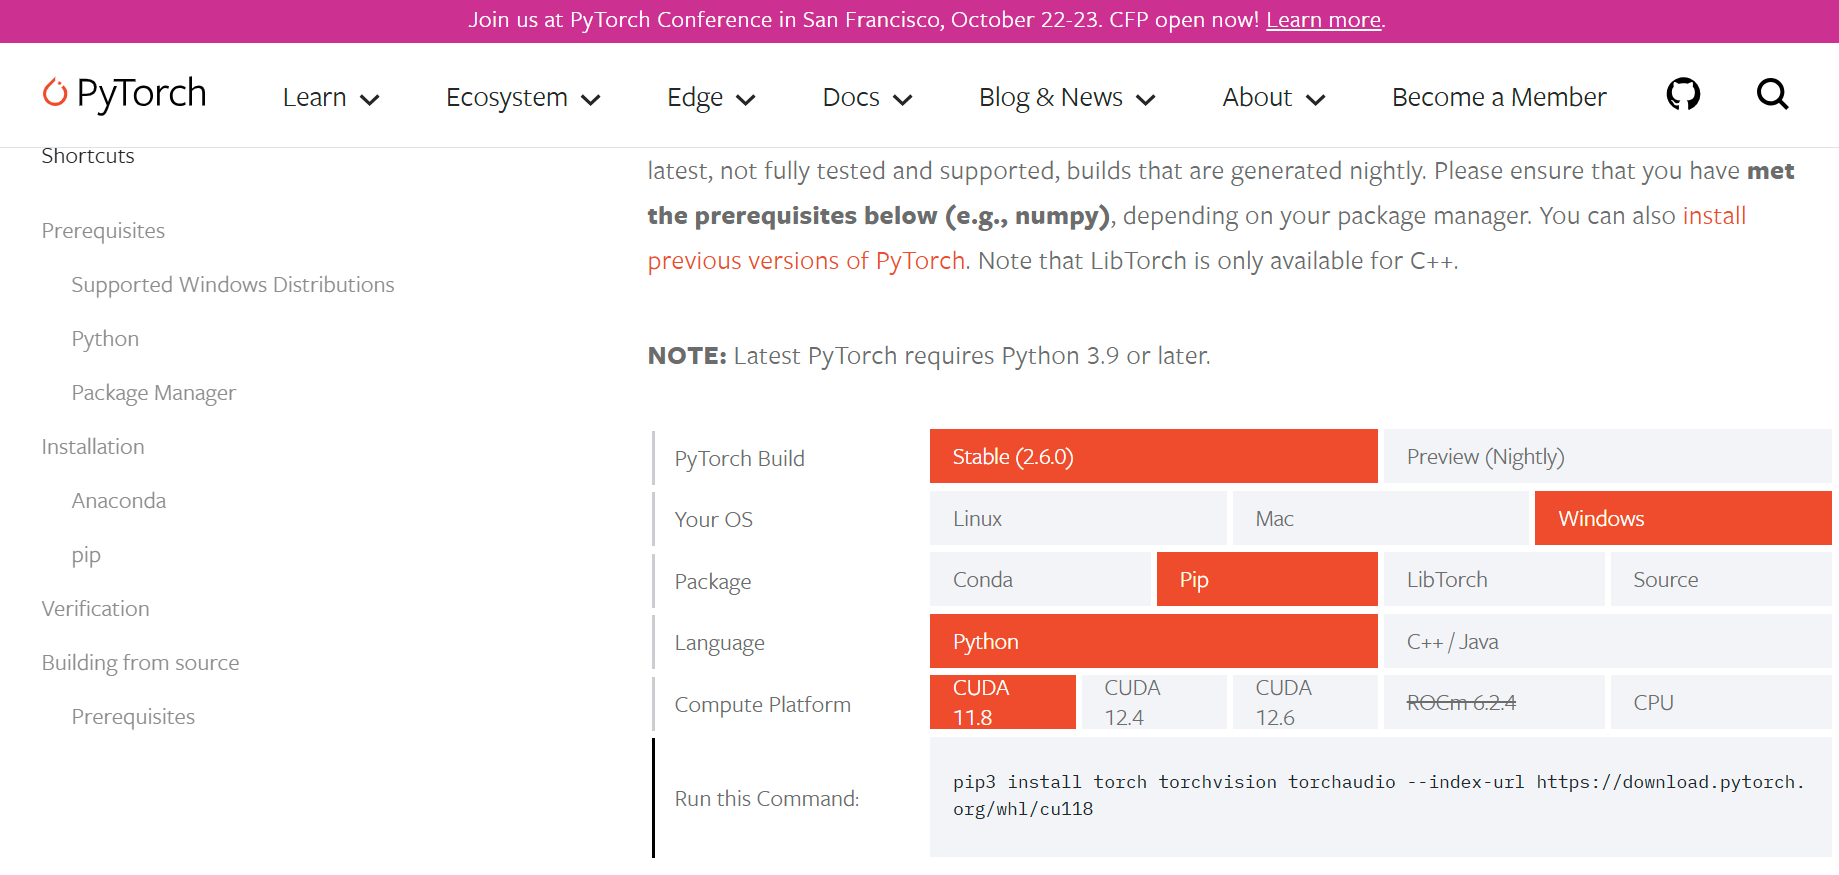 Join us at PyTorch Conference in San Francisco, October 22-23. CFP open now! Learn more.
PyTorch
Learn
Ecosystem
Edge
Docs
Blog & News
About
Become a Member
Shortcuts
Prerequisites
Supported Windows Distributions
Python
Package Manager
Installation
Anaconda
pip
Verification
Building from source
Prerequisites
latest, not fully tested and supported, builds that are generated nightly. Please ensure that you have met
the prerequisites below (e.g., numpy), depending on your package manager. You can also install
previous versions of PyTorch. Note that LibTorch is only available for C++.
NOTE: Latest PyTorch requires Python 3.9 or later.
PyTorch Build
Stable (2.6.0)
Preview (Nightly)
Your OS
Linux
Mac
Windows
Package
Conda
Pip
LibTorch
Source
Language
Python
C++ / Java
Compute Platform
CUDA
11.8
CUDA
12.4
CUDA
12.6
ROCm 6.2.4
CPU
Run this Command:
pip3 install torch torchvision torchaudio --index-url https://download.pytorch.
org/whl/cu118